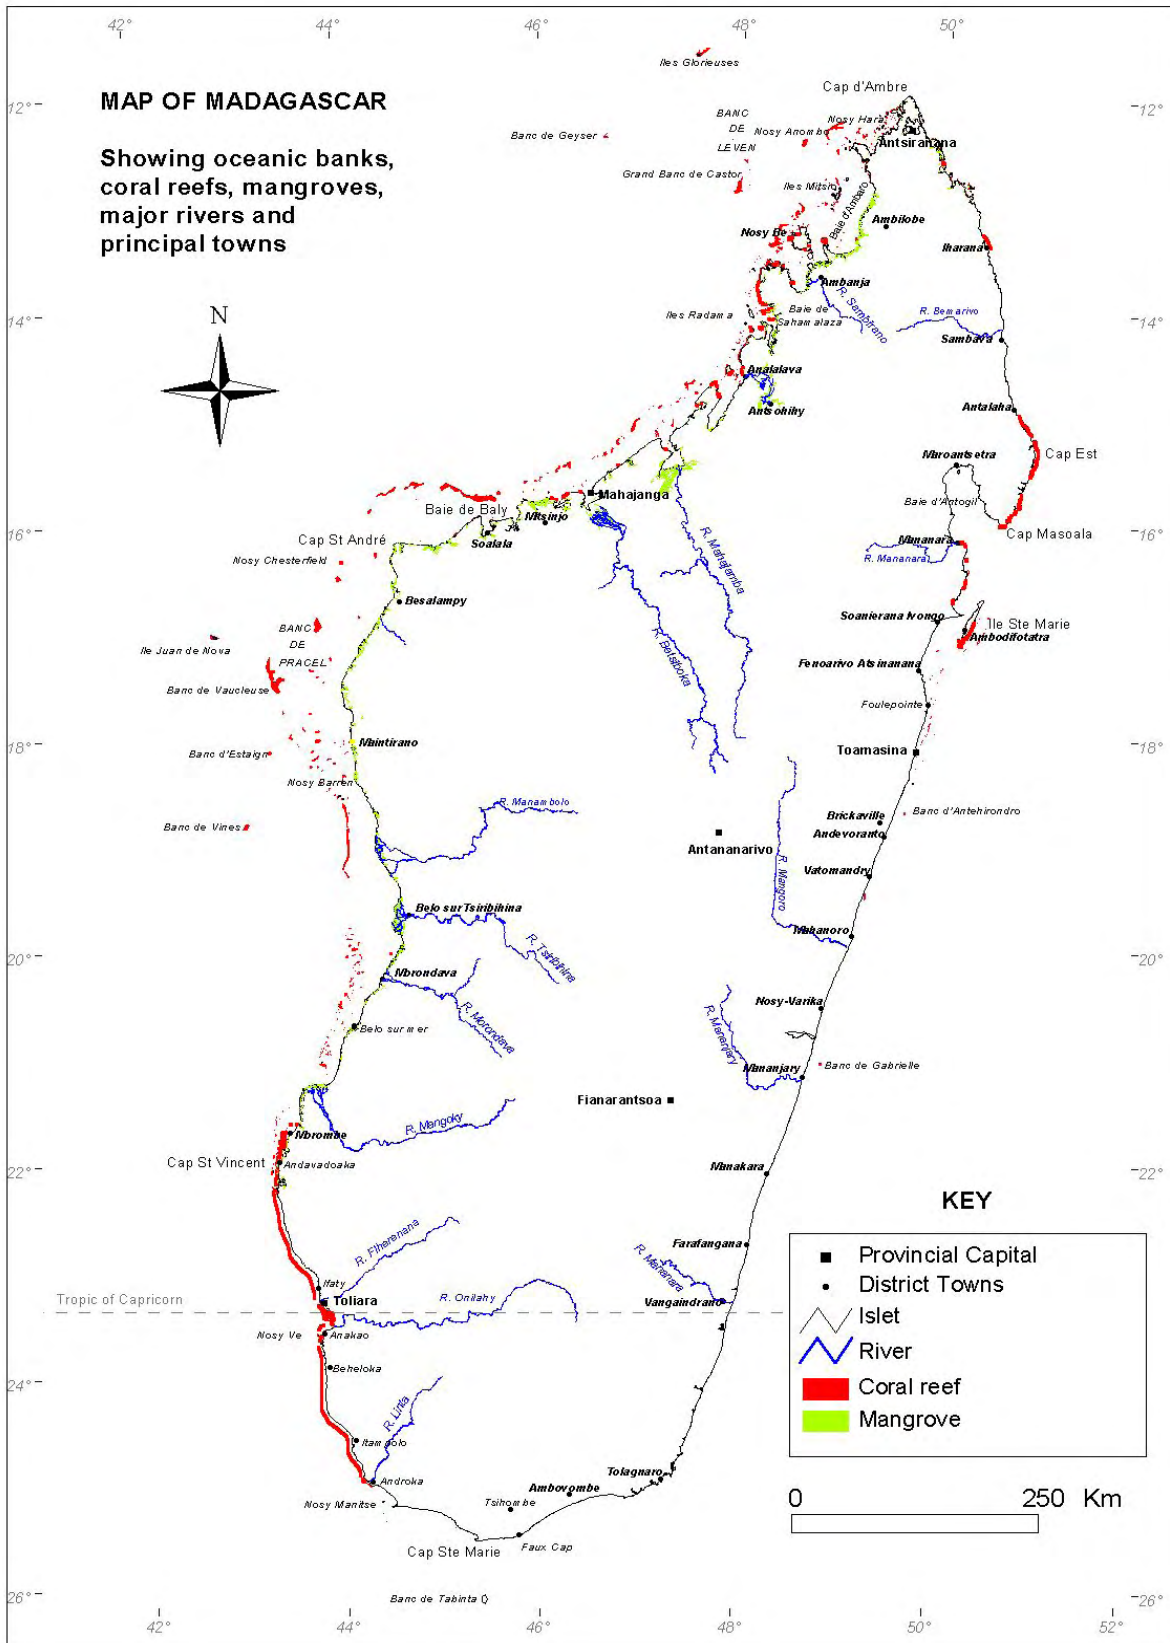 42°
44°
46°
48°
50°
Iles Glorieuses
Cap d'Ambre
12°
12°
MAP OF MADAGASCAR
Showing oceanic banks,
coral reefs, mangroves,
major rivers and
principal towns
BANC
DE
LEVEN
Nosy Hara
Nosy Anombo
Banc de Geyser
Antsiranana
Grand Banc de Castor
Iles Mitsio
Baie d'Ambaro
Ambilobe
Nosy Be
Iharana
Ambanja
N
R. Sambirano
R. Bemarivo
Baie de
Sahamalaza
Iles Radama
14°
14°
Sambava
Analalava
Antsohihy
Antalaha
Maroantsetra
Cap Est
Mahajanga
Baie d'Antogil
Baie de Baly
Mitsinjo
Cap St André
Soalala
16°
16°
Cap Masoala
Mananara
R. Mananara
Nosy Chesterfield
R. Mahajamba
Besalampy
Soanierana Ivongo
Ile Ste Marie
Ambodifotatra
BANC
DE
PRACEL
Ile Juan de Nova
R. Betsiboka
Fenoarivo Atsinanana
Banc de Vaucleuse
Foulepointe
18°
18°
Maintirano
Toamasina
Banc d'Estaign
Nosy Barren
R. Manambolo
Banc d'Antehirondro
Banc de Vines
Brickaville
Andevoranto
Antananarivo
Vatomandry
R. Mangoro
Belo sur Tsiribihina
Mahanoro
R. Tsiribihina
20°
20°
Morondava
Nosy-Varika
R. Morondava
Belo sur mer
R. Mananjary
Mananjary
Banc de Gabrielle
Fianarantsoa
R. Mangoky
Morombe
Cap St Vincent
Andavadoaka
Manakara
22°
22°
KEY
Provincial Capital
District Towns
Islet
River
Coral reef
Mangrove
R. Fiherenana
Farafangana
R. Mananara
Ifaty
Tropic of Capricorn
Toliara
R. Onilahy
Vangaindrano
Nosy Ve
Anakao
Beheloka
24°
24°
R. Linta
Itampolo
Androka
Tolagnaro
Ambovombe
Nosy Manitse
Tsihombe
0
250
Km
Cap Ste Marie
Faux Cap
26°
26°
Banc de Tabinta
42°
44°
46°
48°
50°
52°